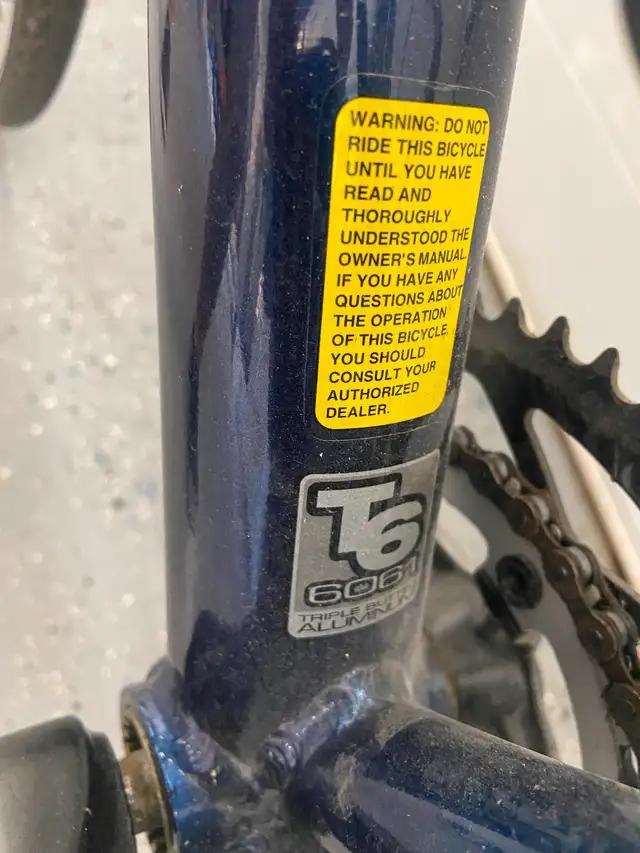 WARNING: DO NOT
RIDE THIS BICYCLE
UNTIL YOU HAVE
READ AND
THOROUGHLY
UNDERSTOOD THE
OWNER'S MANUAL.
IF YOU HAVE ANY
QUESTIONS ABOUT
THE OPERATION
OF THIS BICYCLE,
YOU SHOULD
CONSULT YOUR
AUTHORIZED
DEALER.
T6
6061
TRIPLE
ALUMINUM